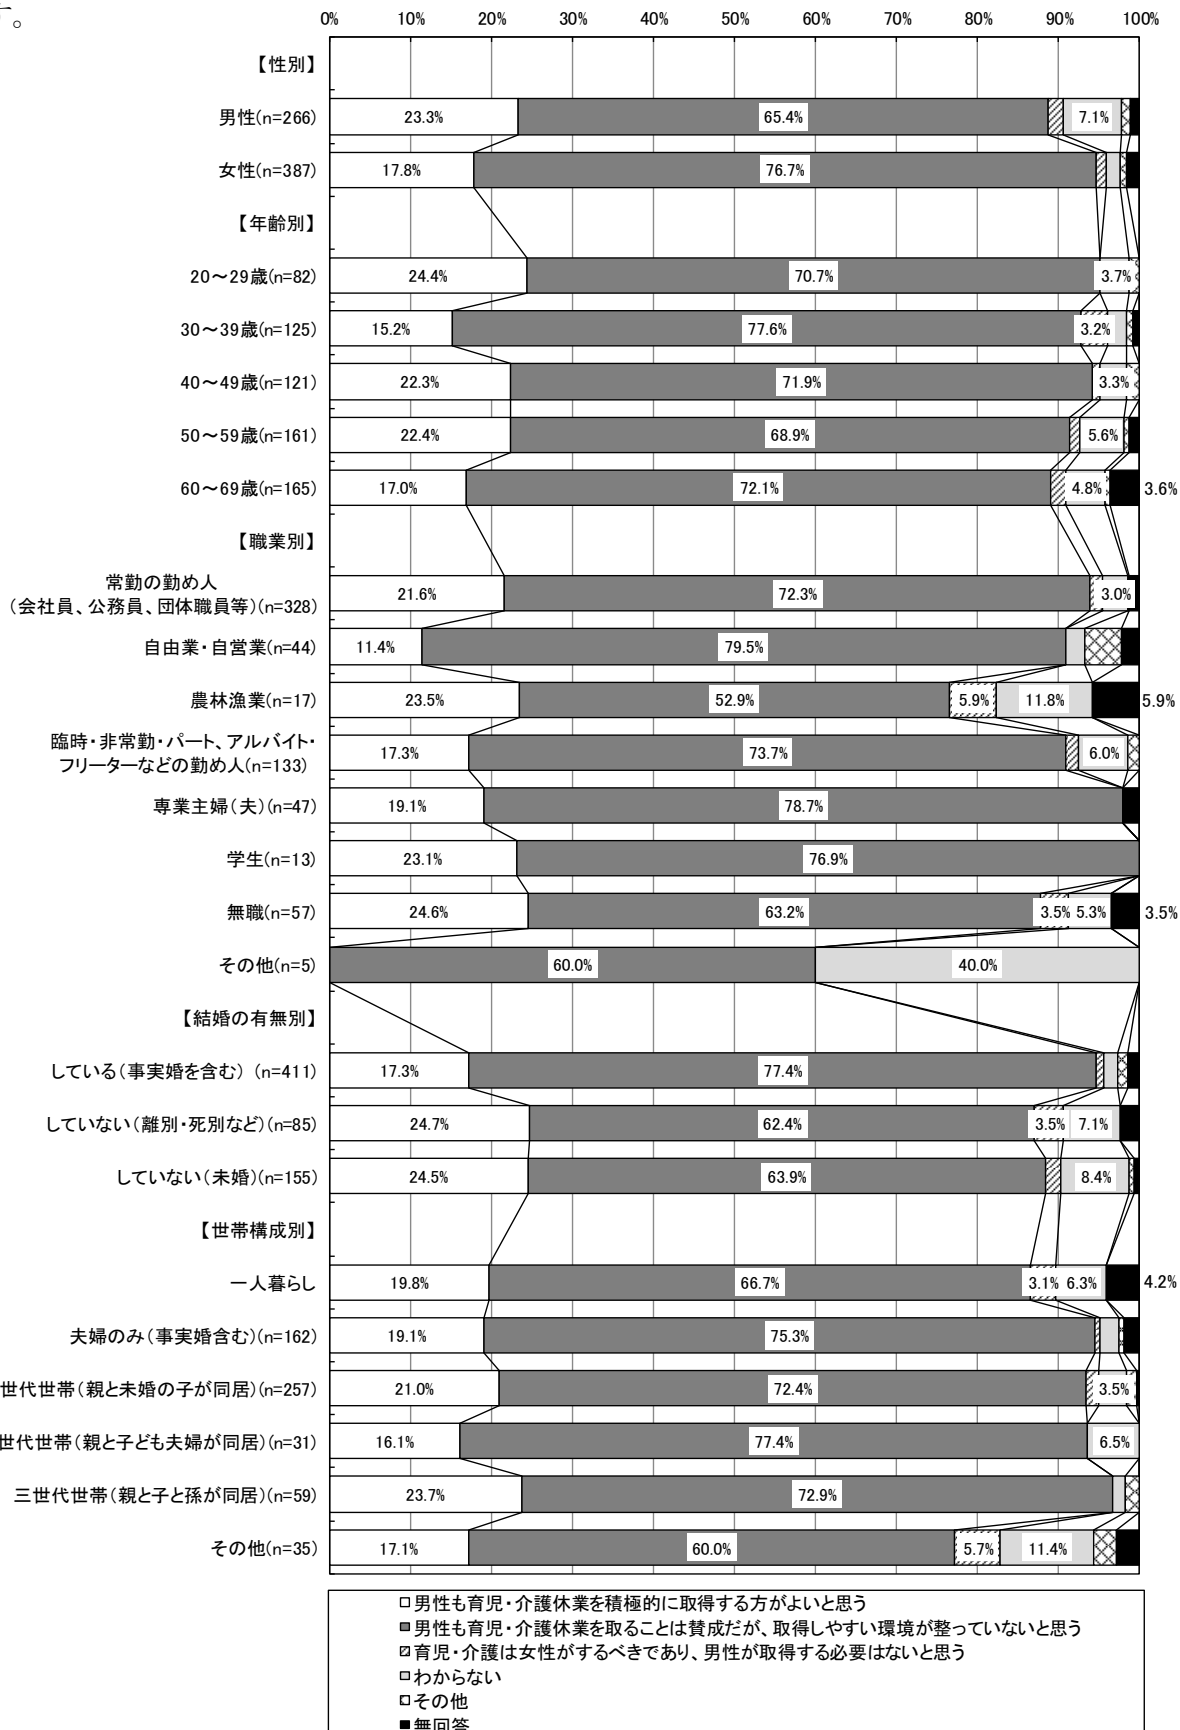 す。
0% 10% 20% 30% 40% 50% 60% 70% 80% 90% 100%
【性別】
男性(n=266) 23.3% 65.4% 7.1%
女性(n=387) 17.8% 76.7%
【年齢別】
20～29歳(n=82) 24.4% 70.7% 3.7%
30～39歳(n=125) 15.2% 77.6% 3.2%
40～49歳(n=121) 22.3% 71.9% 3.3%
50～59歳(n=161) 22.4% 68.9% 5.6%
60～69歳(n=165) 17.0% 72.1% 4.8% 3.6%
【職業別】
常勤の勤め人
（会社員、公務員、団体職員等）(n=328) 21.6% 72.3% 3.0%
自由業・自営業(n=44) 11.4% 79.5%
農林漁業(n=17) 23.5% 52.9% 5.9% 11.8% 5.9%
臨時・非常勤・パート、アルバイト・
フリーターなどの勤め人(n=133) 17.3% 73.7% 6.0%
専業主婦（夫）(n=47) 19.1% 78.7%
学生(n=13) 23.1% 76.9%
無職(n=57) 24.6% 63.2% 3.5% 5.3% 3.5%
その他(n=5) 60.0% 40.0%
【結婚の有無別】
している（事実婚を含む） (n=411) 17.3% 77.4%
していない（離別・死別など）(n=85) 24.7% 62.4% 3.5% 7.1%
していない（未婚）(n=155) 24.5% 63.9% 8.4%
【世帯構成別】
一人暮らし 19.8% 66.7% 3.1% 6.3% 4.2%
夫婦のみ（事実婚含む）(n=162) 19.1% 75.3%
世代世帯（親と未婚の子が同居）(n=257) 21.0% 72.4% 3.5%
世代世帯（親と子ども夫婦が同居）(n=31) 16.1% 77.4% 6.5%
三世代世帯（親と子と孫が同居）(n=59) 23.7% 72.9%
その他(n=35) 17.1% 60.0% 5.7% 11.4%
男性も育児・介護休業を積極的に取得する方がよいと思う
男性も育児・介護休業を取ることは賛成だが、取得しやすい環境が整っていないと思う
育児・介護は女性がするべきであり、男性が取得する必要はないと思う
わからない
その他
無回答